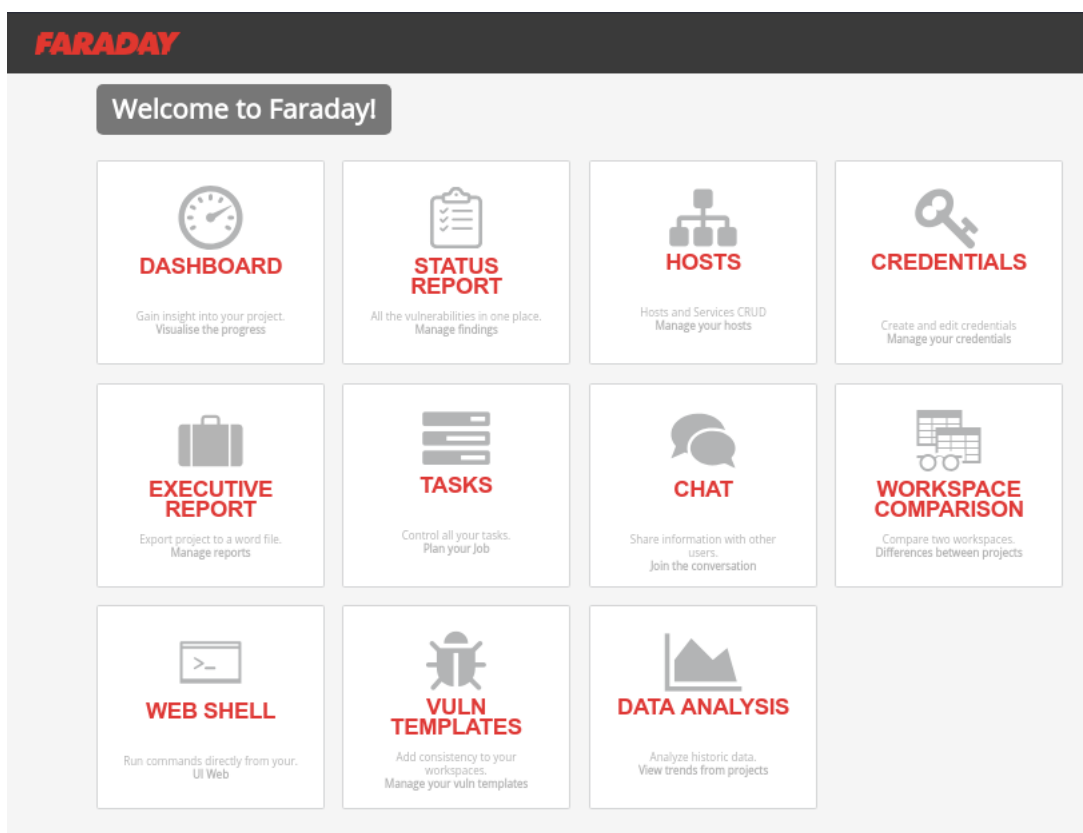 FARADAY
Welcome to Faraday!
DASHBOARD
Gain insight into your project.
Visualise the progress
STATUS
REPORT
All the vulnerabilities in one place.
Manage findings
HOSTS
Hosts and Services CRUD
Manage your hosts
CREDENTIALS
Create and edit credentials
Manage your credentials
EXECUTIVE
REPORT
Export project to a word file.
Manage reports
TASKS
Control all your tasks.
Plan your Job
CHAT
Share information with other
users.
Join the conversation
WORKSPACE
COMPARISON
Compare two workspaces.
Differences between projects
>_
WEB SHELL
Run commands directly from your.
UI Web
VULN
TEMPLATES
Add consistency to your
workspaces.
Manage your vuln templates
DATA ANALYSIS
Analyze historic data.
View trends from projects